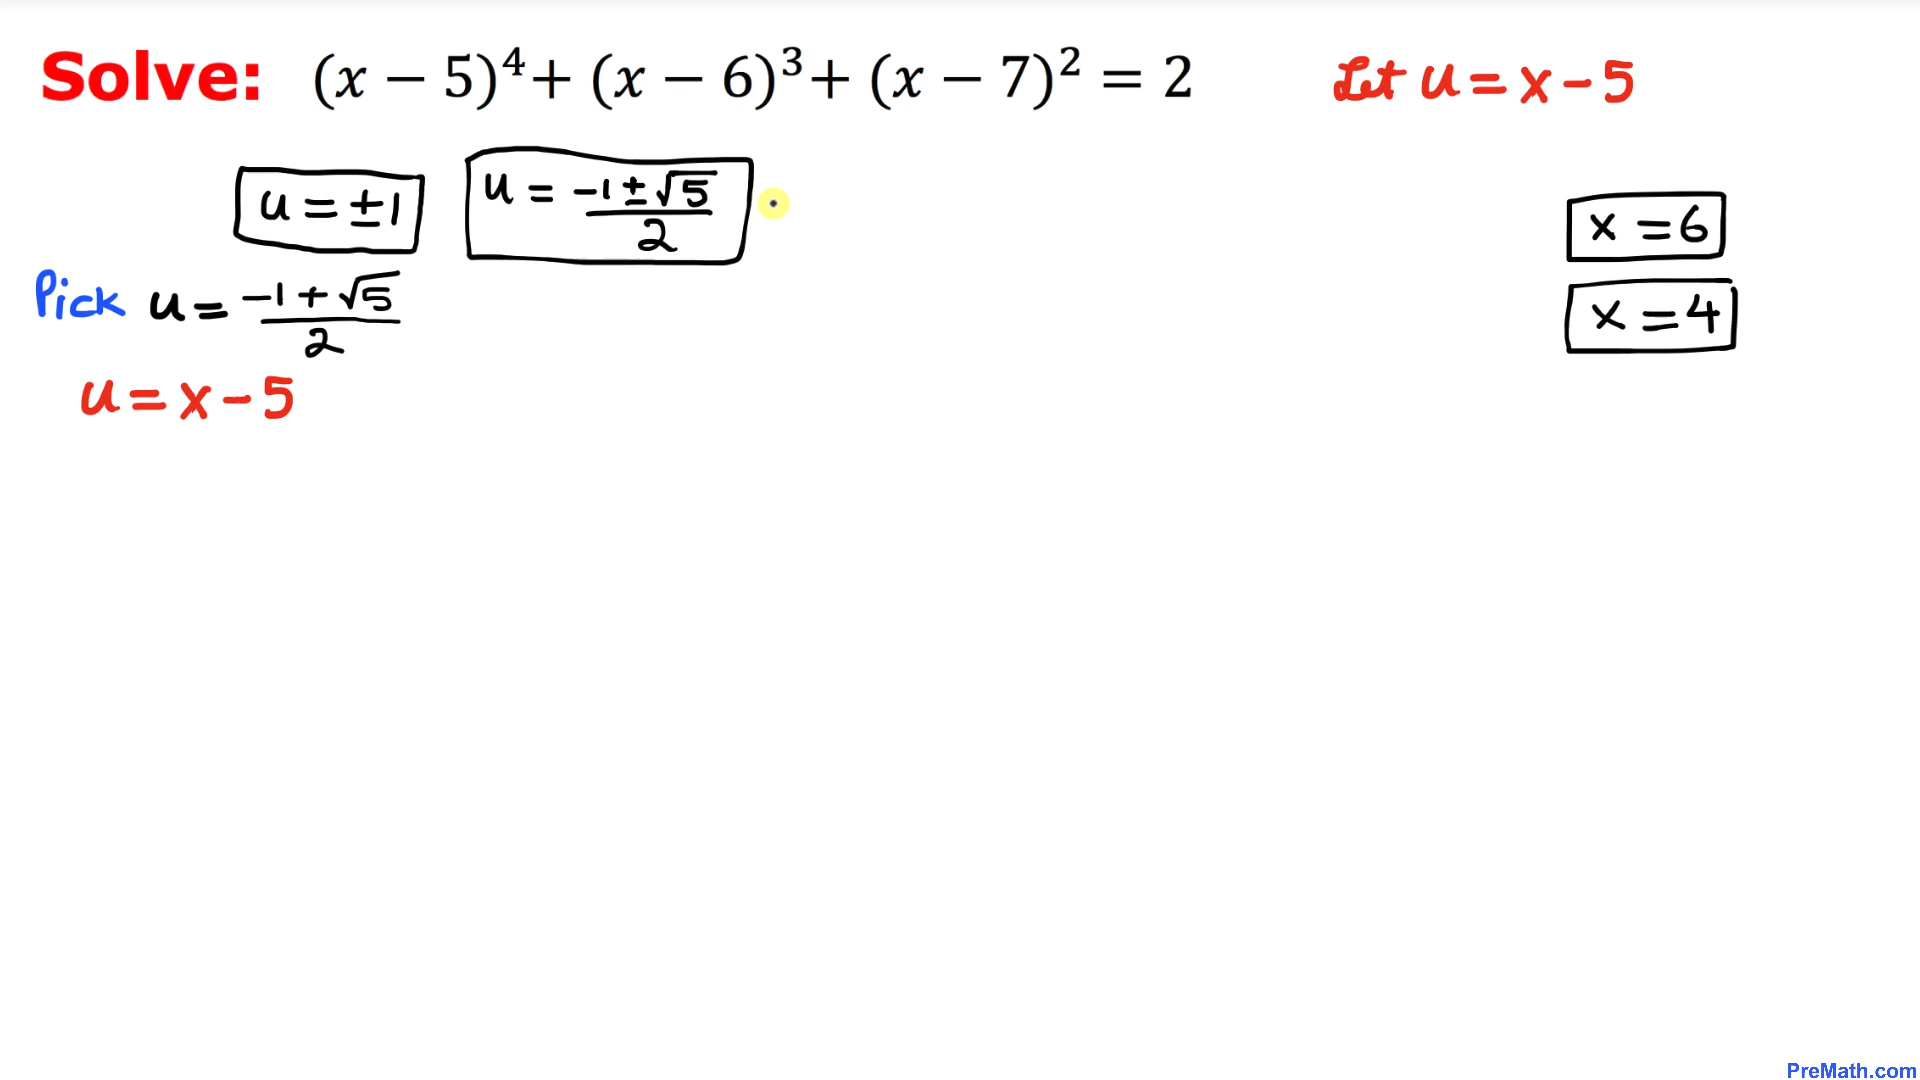 Solve: (x − 5)⁴+ (x − 6)³+ (x − 7)² = 2
Let u = x − 5
u = ±1
u = (−1 ± √5)/2
x = 6
Pick u = (−1 + √5)/2
x = 4
u = x − 5
PreMath.com